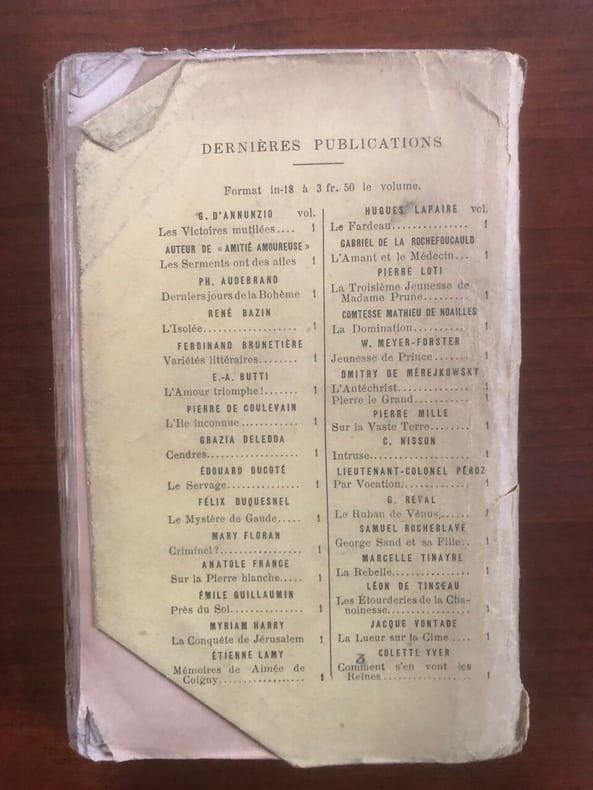 DERNIÈRES PUBLICATIONS
Format in-18 à 3 fr. 50 le volume.
G. D'ANNUNZIO vol.
Les Victoires mutilées.... 1
AUTEUR DE « AMITIÉ AMOUREUSE »
Les Serments ont des ailes 1
PH. AUDEBRAND
Derniers jours de la Bohème 1
RENÉ BAZIN
L'Isolée................... 1
FERDINAND BRUNETIÈRE
Variétés littéraires........ 1
E.-A. BUTTI
L'Amour triomphe!....... 1
PIERRE DE COULEVAIN
L'Ile inconnue............ 1
GRAZIA DELEDDA
Cendres.................. 1
ÉDOUARD DUCOTÉ
Le Servage............... 1
FÉLIX DUQUESNEL
Le Mystère de Gaude..... 1
MARY FLORAN
Criminel?................ 1
ANATOLE FRANCE
Sur la Pierre blanche..... 1
ÉMILE GUILLAUMIN
Près du Sol............... 1
MYRIAM HARRY
La Conquête de Jérusalem 1
ÉTIENNE LAMY
Mémoires de Aimée de
Coigny.................. 1
HUGUES LAPAIRE vol.
Le Fardeau............... 1
GABRIEL DE LA ROCHEFOUCAULD
L'Amant et le Médecin... 1
PIERRE LOTI
La Troisième Jeunesse de
Madame Prune......... 1
COMTESSE MATHIEU DE NOAILLES
La Domination.......... 1
W. MEYER-FORSTER
Jeunesse de Prince....... 1
DMITRY DE MÉREJKOWSKY
L'Antéchrist.............. 1
Pierre le Grand........... 1
PIERRE MILLE
Sur la Vaste Terre........ 1
C. NISSON
Intruse................... 1
LIEUTENANT-COLONEL PÉROZ
Par Vocation............. 1
G. RÉVAL
Le Ruban de Vénus...... 1
SAMUEL ROCHEBLAVE
George Sand et sa Fille.. 1
MARCELLE TINAYRE
La Rebelle............... 1
LÉON DE TINSEAU
Les Étourderies de la Cha-
noinesse................ 1
JACQUE VONTADE
La Lueur sur la Cime .... 1
COLETTE YVER
3
Comment s'en vont les
Reines.................. 1